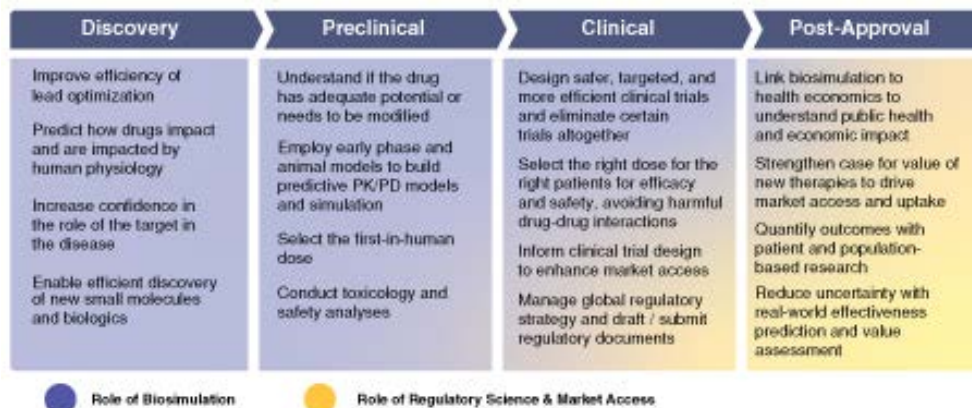 Discovery
Preclinical
Clinical
Post-Approval
Improve efficiency of
lead optimization
Predict how drugs impact
and are impacted by
human physiology
Increase confidence in
the role of the target in
the disease
Enable efficient discovery
of new small molecules
and biologics
Understand if the drug
has adequate potential or
needs to be modified
Employ early phase and
animal models to build
predictive PK/PD models
and simulation
Select the first-in-human
dose
Conduct toxicology and
safety analyses
Design safer, targeted, and
more efficient clinical trials
and eliminate certain
trials altogether
Select the right dose for the
right patients for efficacy
and safety, avoiding harmful
drug-drug interactions
Inform clinical trial design
to enhance market access
Manage global regulatory
strategy and draft / submit
regulatory documents
Link biosimulation to
health economics to
understand public health
and economic impact
Strengthen case for value of
new therapies to drive
market access and uptake
Quantify outcomes with
patient and population-
based research
Reduce uncertainty with
real-world effectiveness
prediction and value
assessment
Role of Biosimulation
Role of Regulatory Science & Market Access